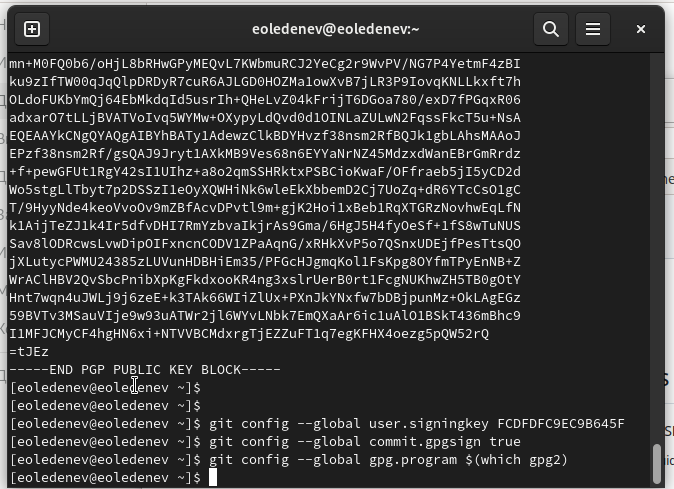 eoledenev@eoledenev:~
mn+M0FQ0b6/oHjL8bRHwGPyMEQvL7KWbmuRCJ2YeCg2r9WvPV/NG7P4YetmF4zBI
ku9zIfTW00qJqQlpDRDyR7cuR6AJLGD0HOZMa1owXvB7jLR3P9IovqKNLLkxft7h
OLdoFUKbYmQj64EbMkdqId5usrIh+QHeLvZ04kFrijT6DGoa780/exD7fPGqxR06
adxarO7tLLjBVATVoIvq5WYMw+OXypyLdQvd0d1OINLaZULwN2FqssFkcT5u+NsA
EQEAAYkCNgQYAQgAIBYhBATy1AdewzClkBDYHvzf38nsm2RfBQJk1gbLAhsMAAoJ
EPzf38nsm2Rf/gsQAJ9Jryt1AXkMB9Ves68n6EYYaNrNZ45MdzxdWanEBrGmRrdz
+f+pewGFUt1RgY42sI1UIhz+a8o2qmSSHRktxPSBCioKwaF/OFfraeb5jI5yCD2d
Wo5stgLlTbyt7p2DSSzI1eOyXQWHiNk6wleEkXbbemD2Cj7UoZq+dR6YTcCsO1gC
T/9HyyNde4keoVvoOv9mZBfAcvDPvtl9m+gjK2Hoi1xBeb1RqXTGRzNovhwEqLfN
k1AijTeZJ1k4Ir5dfvDHI7RmYzbvaIkjrAs9Gma/6HgJ5H4fyOeSf+1fS8wTuNUS
Sav8lODRcwsLvwDipOIFxncnCODV1ZPaAqnG/xRHkXvP5o7QSnxUDEjfPesTtsQO
jXLutycPWMU24385zLUVunHDBHiEm35/PFGcHJgmqKol1FsKpg8OYfmTPyEnNB+Z
WrAClHBV2QvSbcPnibXpKgFkdxooKR4ng3xslrUerB0rt1FcgNUKhwZH5TB0gOtY
Hnt7wqn4uJWLj9j6zeE+k3TAk66WIiZlUx+PXnJkYNxfw7bDBjpunMz+OkLAgEGz
59BVTv3MSauVIje9w93uATWr2jl6WYvLNbk7EmQXaAr6ic1uAlO1BSkT436mBhc9
I1MFJCMyCF4hgHN6xi+NTVVBCMdxrgTjEZZuFT1q7egKFHX4oezg5pQW52rQ
=tJEz
-----END PGP PUBLIC KEY BLOCK-----
[eoledenev@eoledenev ~]$
[eoledenev@eoledenev ~]$
[eoledenev@eoledenev ~]$ git config --global user.signingkey FCDFDFC9EC9B645F
[eoledenev@eoledenev ~]$ git config --global commit.gpgsign true
[eoledenev@eoledenev ~]$ git config --global gpg.program $(which gpg2)
[eoledenev@eoledenev ~]$